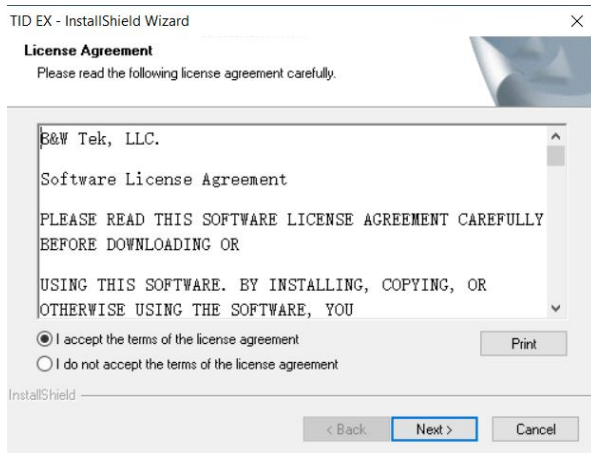 TID EX - InstallShield Wizard
License Agreement
Please read the following license agreement carefully.
B&W Tek, LLC.
Software License Agreement
PLEASE READ THIS SOFTWARE LICENSE AGREEMENT CAREFULLY
BEFORE DOWNLOADING OR
USING THIS SOFTWARE. BY INSTALLING, COPYING, OR
OTHERWISE USING THE SOFTWARE, YOU
I accept the terms of the license agreement
Print
I do not accept the terms of the license agreement
InstallShield
< Back
Next >
Cancel